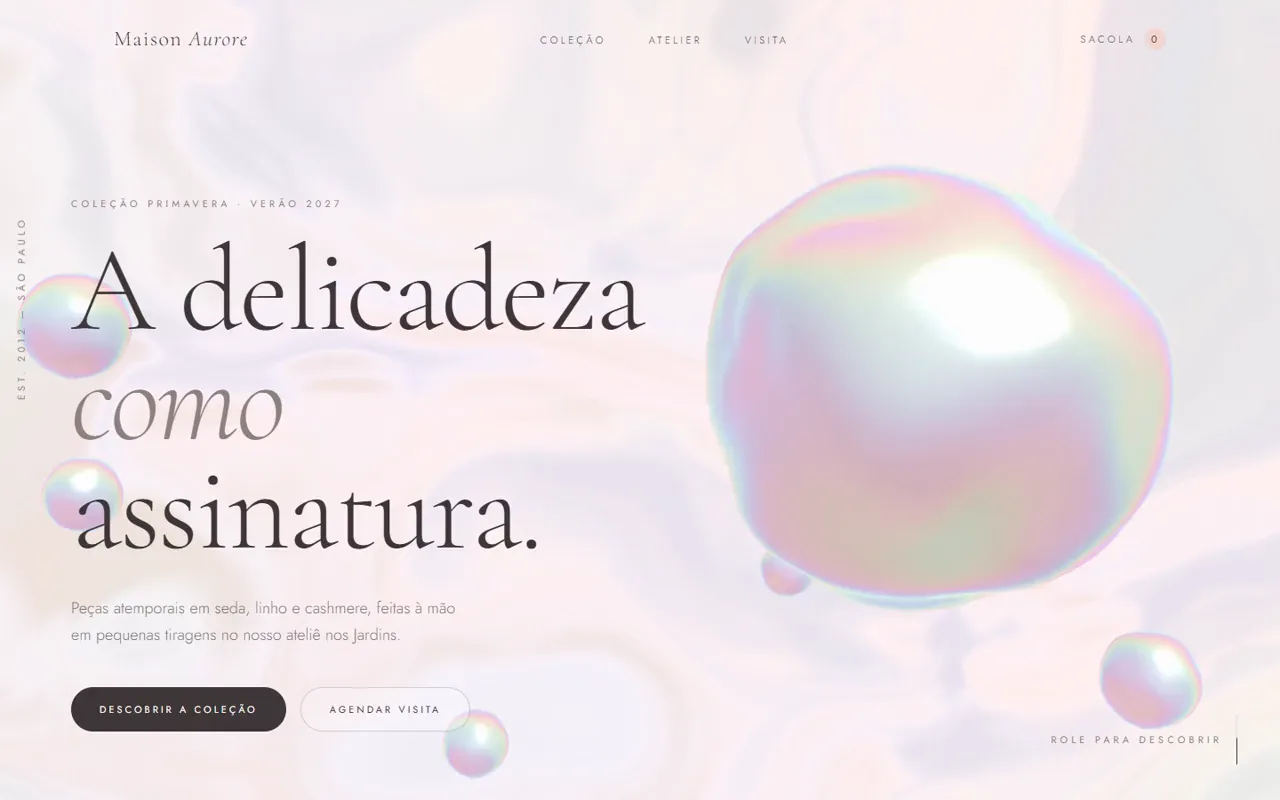 Maison Aurore
COLEÇÃO
ATELIER
VISITA
SACOLA 0
EST. 2012 — SÃO PAULO
COLEÇÃO PRIMAVERA · VERÃO 2027
A delicadeza
como
assinatura.
Peças atemporais em seda, linho e cashmere, feitas à mão
em pequenas tiragens no nosso ateliê nos Jardins.
DESCOBRIR A COLEÇÃO
AGENDAR VISITA
ROLE PARA DESCOBRIR